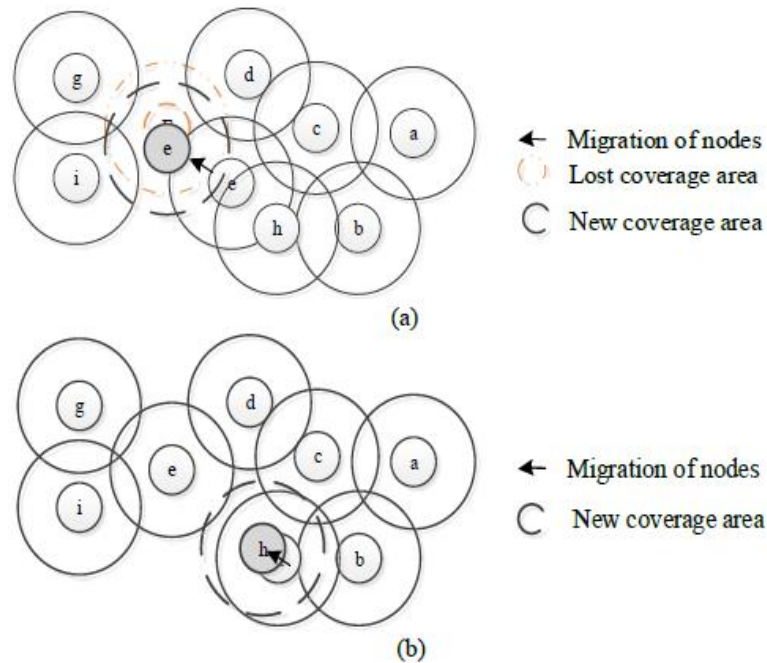 g
d
c
a
e
i
e
h
b
Migration of nodes
Lost coverage area
New coverage area
(a)
g
d
c
a
e
i
h
b
Migration of nodes
New coverage area
(b)